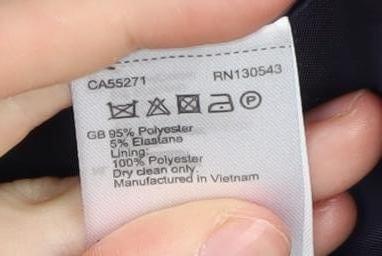 CA55271 RN130543
P
GB 95% Polyester
5% Elastane
Lining:
100% Polyester
Dry clean only.
Manufactured in Vietnam